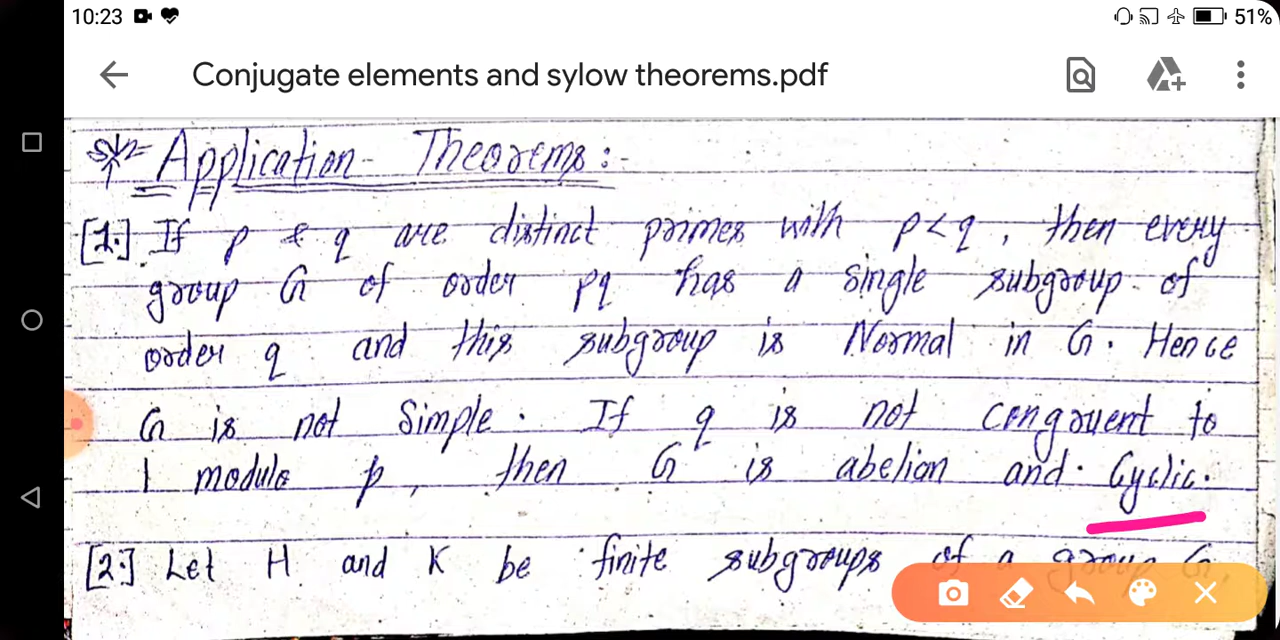 10:23
51%
Conjugate elements and sylow theorems.pdf
Application Theorems:-
[1.] If p & q are distinct primes with p<q, then every
group G of order pq has a single subgroup of
order q and this subgroup is Normal in G. Hence
G is not Simple. If q is not congruent to
1 modulo p, then G is abelian and Cyclic.
[2.] Let H and K be finite subgroups of a group G.